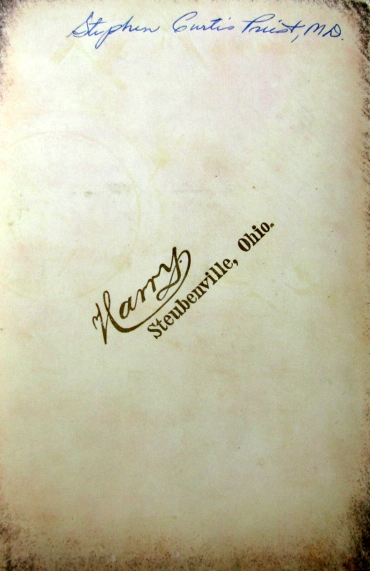 Stephen Curtis Priest, M.D.
Harry
Steubenville, Ohio.